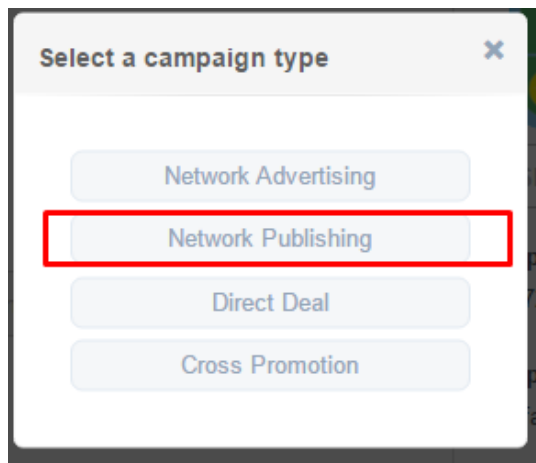 Select a campaign type
Network Advertising
Network Publishing
Direct Deal
Cross Promotion